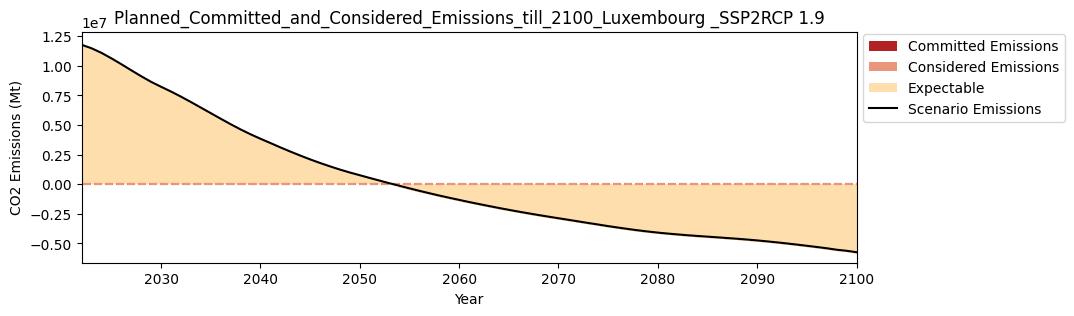 Planned_Committed_and_Considered_Emissions_till_2100_Luxembourg _SSP2RCP 1.9
1e7
1.25
1.00
0.75
0.50
0.25
0.00
−0.25
−0.50
CO2 Emissions (Mt)
2030 2040 2050 2060 2070 2080 2090 2100
Year
Committed Emissions
Considered Emissions
Expectable
Scenario Emissions